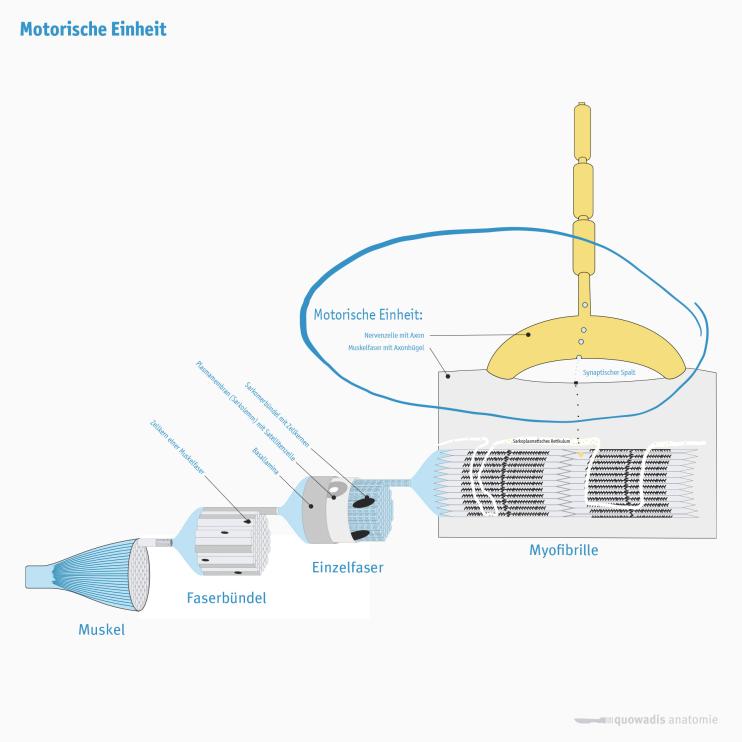 Motorische Einheit
Motorische Einheit:
Nervenzelle mit Axon
Muskelfaser mit Axonhügel
Synaptischer Spalt
Sarkoplasmatisches Retikulum
Sarkomerbündel mit Zellkernen
Plasmamembran (Sarkolemm) mit Satellitenzelle
Basallamina
Zellkern einer Muskelfaser
Myofibrille
Einzelfaser
Faserbündel
Muskel
quowadis anatomie